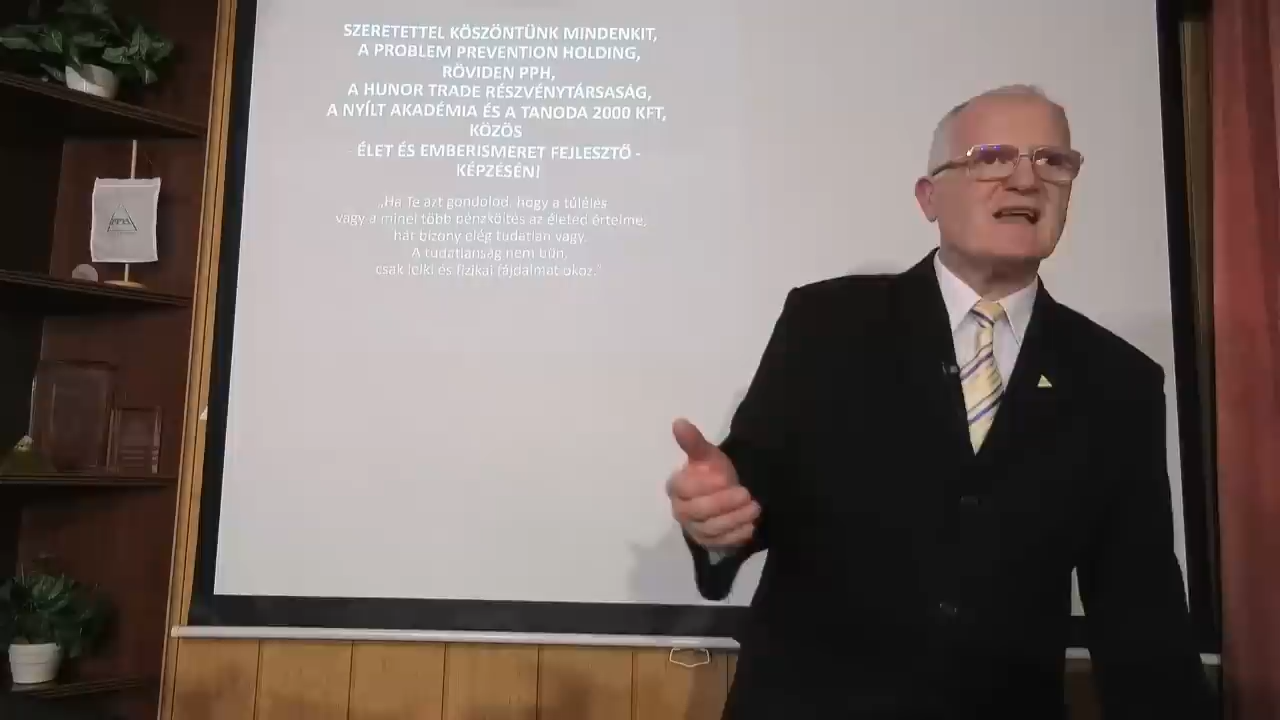 SZERETETTEL KÖSZÖNTÜNK MINDENKIT,
A PROBLEM PREVENTION HOLDING,
RÖVIDEN PPH,
A HUNOR TRADE RÉSZVÉNYTÁRSASÁG,
A NYÍLT AKADÉMIA ÉS A TANODA 2000 KFT,
KÖZÖS
ÉLET ÉS EMBERISMERET FEJLESZTŐ -
KÉPZÉSÉN!
„Ha Te azt gondolod, hogy a túlélés
vagy a minél több pénzköltés az életed értelme,
hát bizony elég tudatlan vagy.
A tudatlanság nem bűn,
csak lelki és fizikai fájdalmat okoz."